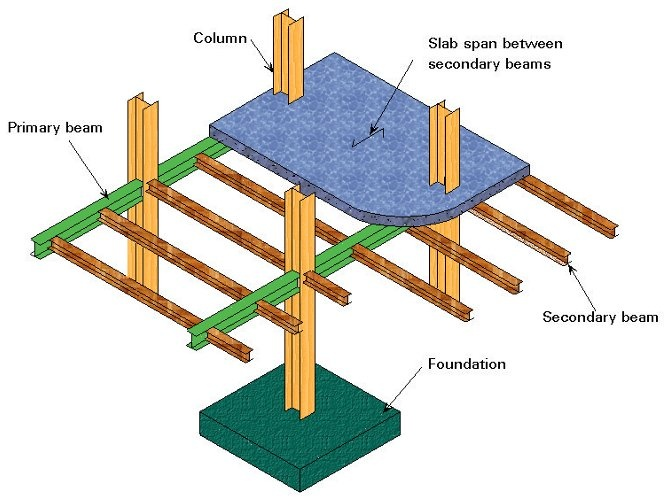 Column
Slab span between
secondary beams
Primary beam
Secondary beam
Foundation